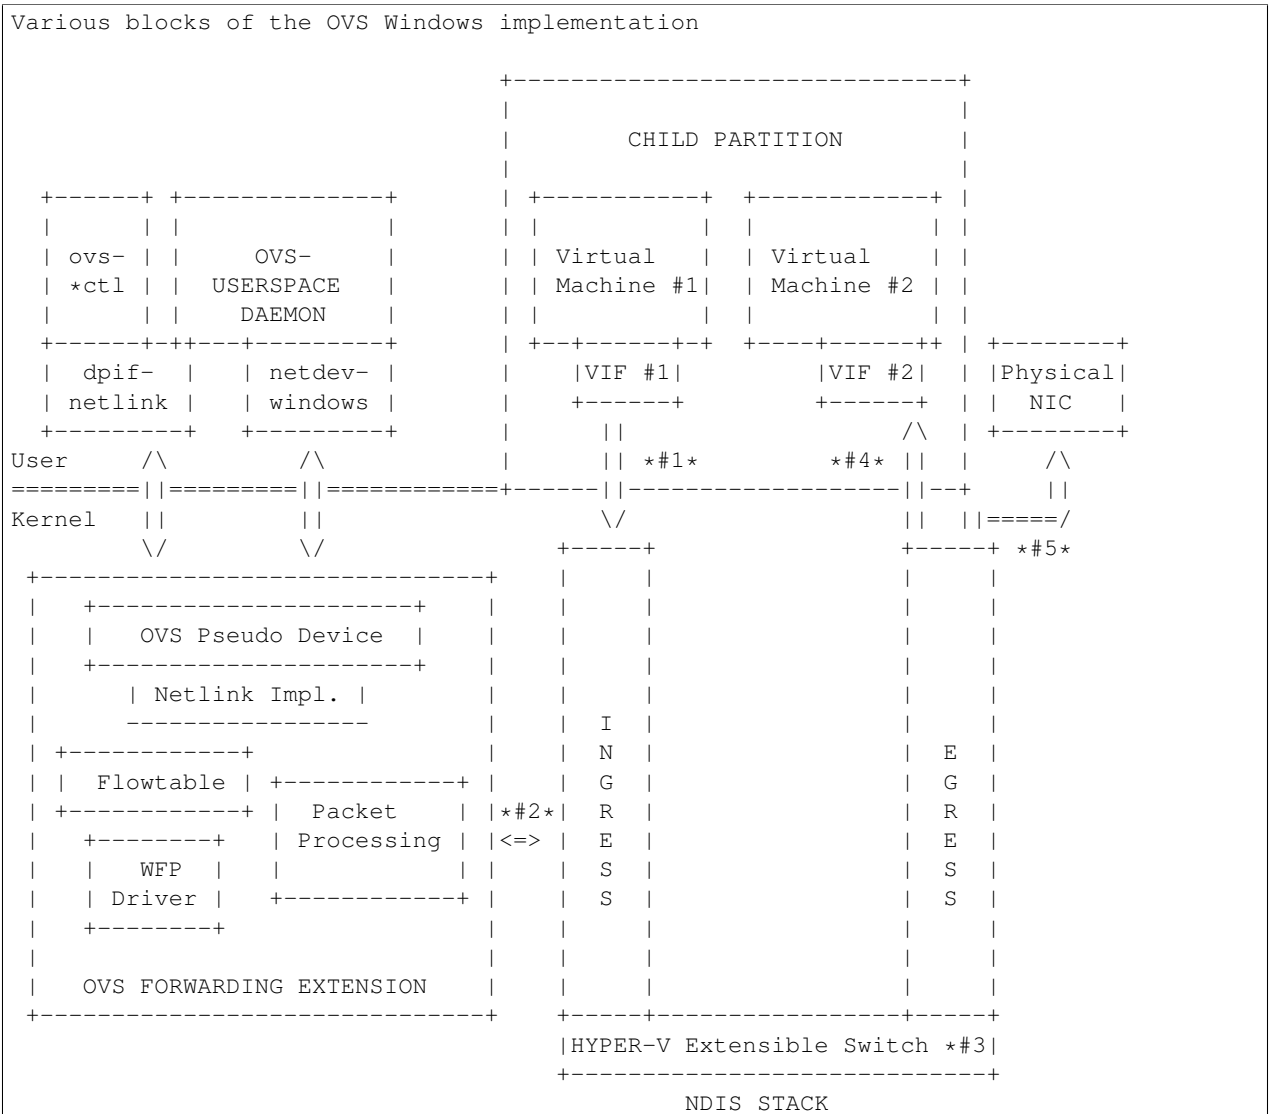 Various blocks of the OVS Windows implementation
CHILD PARTITION
ovs- OVS- Virtual Virtual
*ctl USERSPACE Machine #1 Machine #2
DAEMON
dpif- netdev- VIF #1 VIF #2 Physical
netlink windows NIC
User *#1* *#4*
Kernel
*#5*
OVS Pseudo Device
Netlink Impl.
I
N E
Flowtable G G
Packet *#2* R R
Processing <=> E E
WFP S S
Driver S S
OVS FORWARDING EXTENSION
HYPER-V Extensible Switch *#3
NDIS STACK